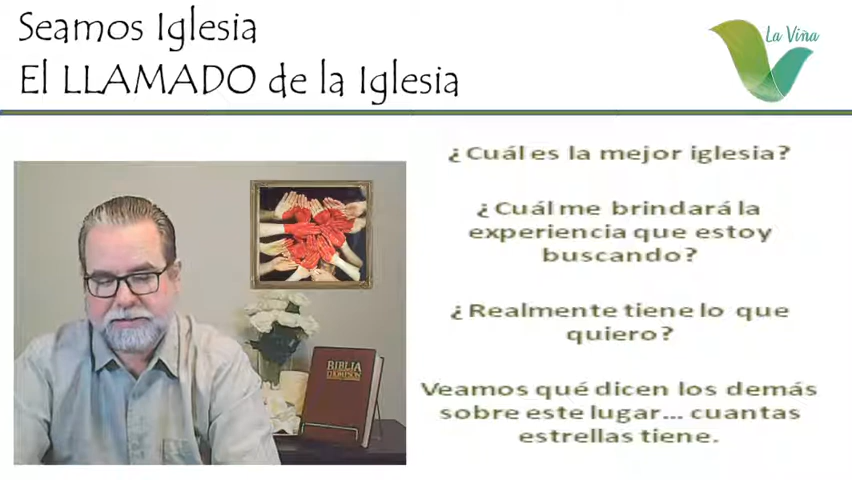 Seamos Iglesia
El LLAMADO de la Iglesia
La Viña
¿Cuál es la mejor iglesia?
¿Cuál me brindará la
experiencia que estoy
buscando?
¿Realmente tiene lo que
quiero?
Veamos qué dicen los demás
sobre este lugar... cuantas
estrellas tiene.
BIBLIA
THOMPSON